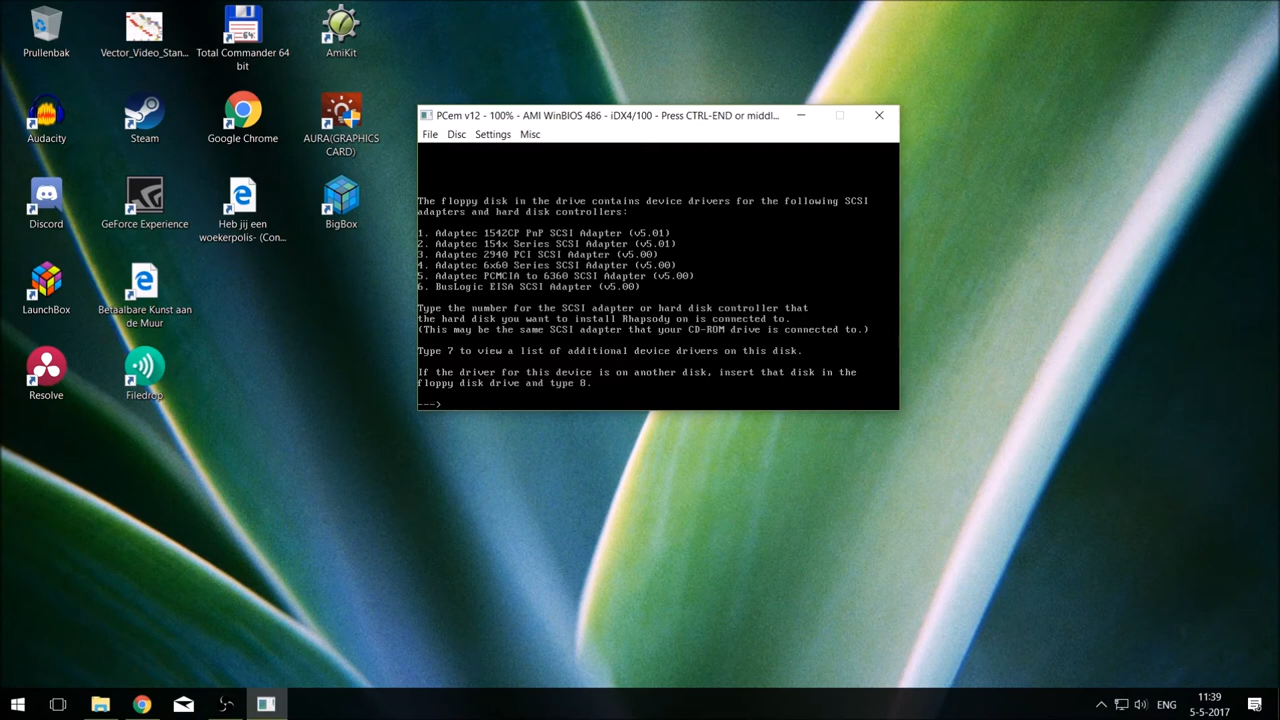 Prullenbak
Vector_Video_Stan...
Total Commander 64
bit
AmiKit
Audacity
Steam
Google Chrome
AURA(GRAPHICS
CARD)
Discord
GeForce Experience
Heb jij een
woekerpolis- (Con...
BigBox
LaunchBox
Betaalbare Kunst aan
de Muur
Resolve
Filedrop
PCem v12 - 100% - AMI WinBIOS 486 - iDX4/100 - Press CTRL-END or middl...
File Disc Settings Misc
The floppy disk in the drive contains device drivers for the following SCSI
adapters and hard disk controllers:
1. Adaptec 1542CP PnP SCSI Adapter (v5.01)
2. Adaptec 154x Series SCSI Adapter (v5.01)
3. Adaptec 2940 PCI SCSI Adapter (v5.00)
4. Adaptec 6x60 Series SCSI Adapter (v5.00)
5. Adaptec PCMCIA to 6360 SCSI Adapter (v5.00)
6. BusLogic EISA SCSI Adapter (v5.00)
Type the number for the SCSI adapter or hard disk controller that
the hard disk you want to install Rhapsody on is connected to.
(This may be the same SCSI adapter that your CD-ROM drive is connected to.)
Type 7 to view a list of additional device drivers on this disk.
If the driver for this device is on another disk, insert that disk in the
floppy disk drive and type 8.
--->
ENG
11:39
5-5-2017